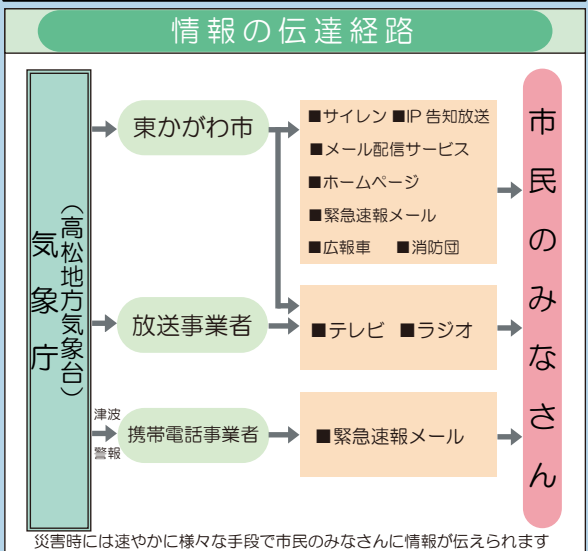 情報の伝達経路
気象庁
(高松地方気象台)
東かがわ市
■サイレン ■IP告知放送
■メール配信サービス
■ホームページ
■緊急速報メール
■広報車 ■消防団
放送事業者
■テレビ ■ラジオ
津波
警報
携帯電話事業者
■緊急速報メール
市民のみなさん
災害時には速やかに様々な手段で市民のみなさんに情報が伝えられます